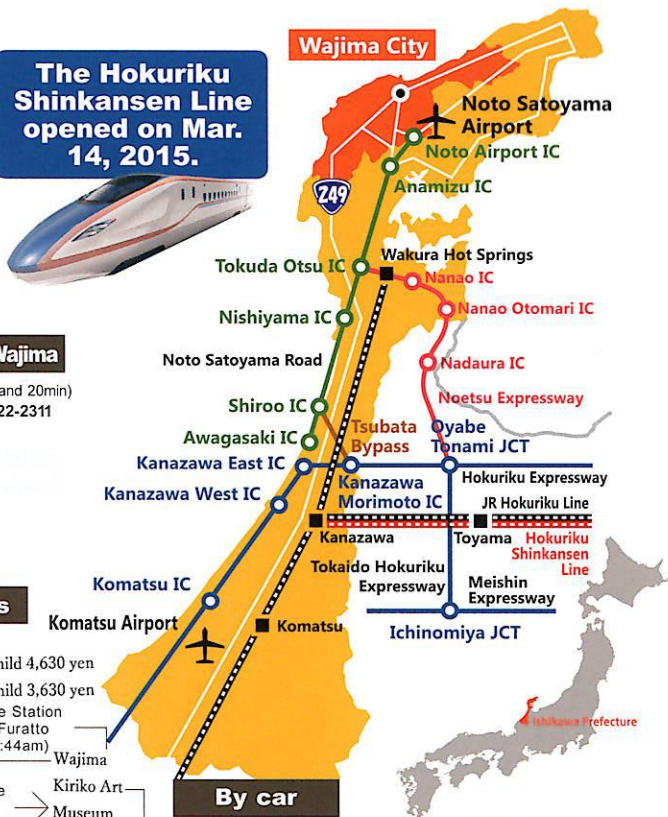 Wajima City
The Hokuriku
Shinkansen Line
opened on Mar.
14, 2015.
Noto Satoyama
Airport
Noto Airport IC
Anamizu IC
249
Wakura Hot Springs
Tokuda Otsu IC
Nanao IC
Nanao Otomari IC
Nishiyama IC
Wajima
Noto Satoyama Road
Nadaura IC
and 20min)
22-2311
Noetsu Expressway
Shiroo IC
Tsubata
Bypass
Oyabe
Tonami JCT
Awagasaki IC
Kanazawa East IC
Kanazawa
Morimoto IC
Hokuriku Expressway
Kanazawa West IC
JR Hokuriku Line
Kanazawa
Toyama
Hokuriku
Shinkansen
Line
Tokaido Hokuriku
Expressway
Meishin
Expressway
Komatsu IC
s
Komatsu Airport
Komatsu
Ichinomiya JCT
hild 4,630 yen
hild 3,630 yen
e Station
Furatto
:44am)
Wajima
Ishikawa Prefecture
e
Kiriko Art
Museum
By car